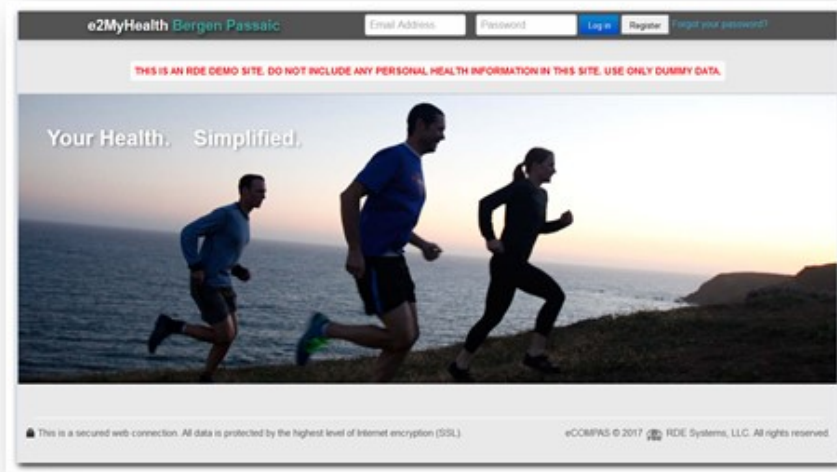 e2MyHealth Bergen Passaic
Email Address
Password
Log in
Register
Forgot your password?
THIS IS AN RDE DEMO SITE. DO NOT INCLUDE ANY PERSONAL HEALTH INFORMATION IN THIS SITE. USE ONLY DUMMY DATA.
Your Health. Simplified.
This is a secured web connection. All data is protected by the highest level of Internet encryption (SSL).
eCOMPAS © 2017 RDE Systems, LLC. All rights reserved.